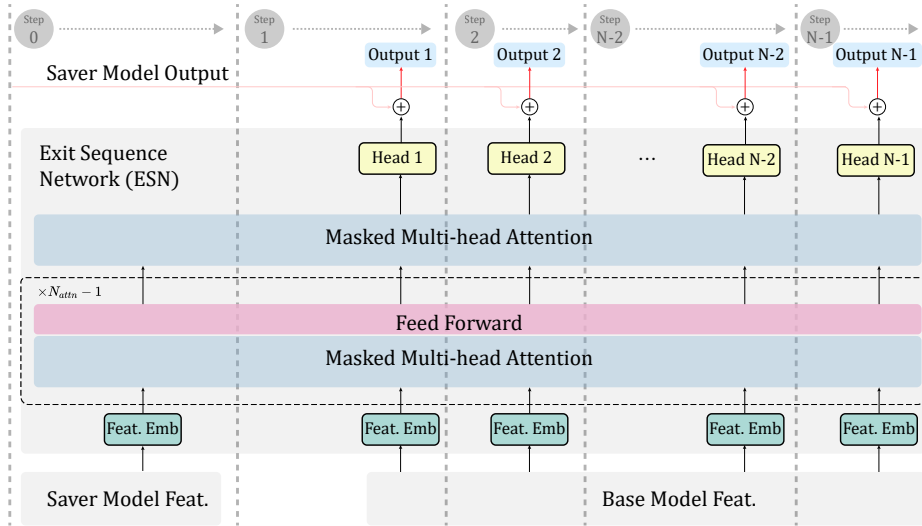 Step 0
Step 1
Step 2
Step N-2
Step N-1
Output 1
Output 2
Output N-2
Output N-1
Saver Model Output
Exit Sequence
Network (ESN)
Head 1
Head 2
...
Head N-2
Head N-1
Masked Multi-head Attention
×N_attn − 1
Feed Forward
Masked Multi-head Attention
Feat. Emb
Feat. Emb
Feat. Emb
Feat. Emb
Feat. Emb
Saver Model Feat.
Base Model Feat.